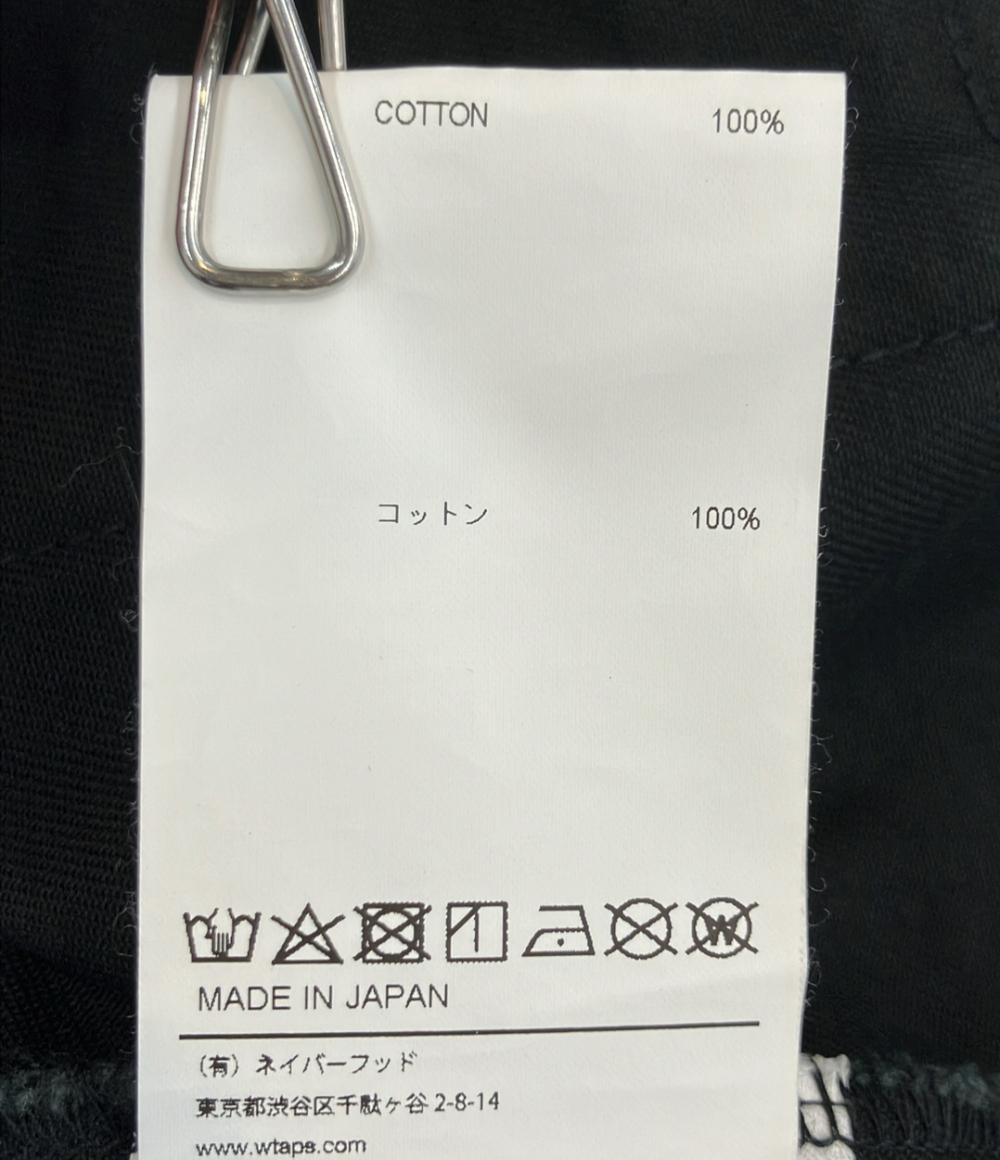 COTTON 100%
コットン 100%
W
MADE IN JAPAN
(有) ネイバーフッド
東京都渋谷区千駄ヶ谷 2-8-14
www.wtaps.com